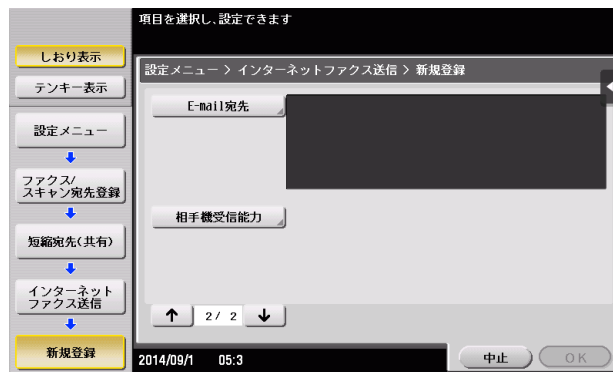 項目を選択し、設定できます
しおり表示
テンキー表示
設定メニュー
ファクス/
スキャン宛先登録
短縮宛先(共有)
インターネット
ファクス送信
新規登録
設定メニュー > インターネットファクス送信 > 新規登録
E-mail宛先
相手機受信能力
↑ 2/ 2 ↓
2014/09/1 05:3
中止
OK